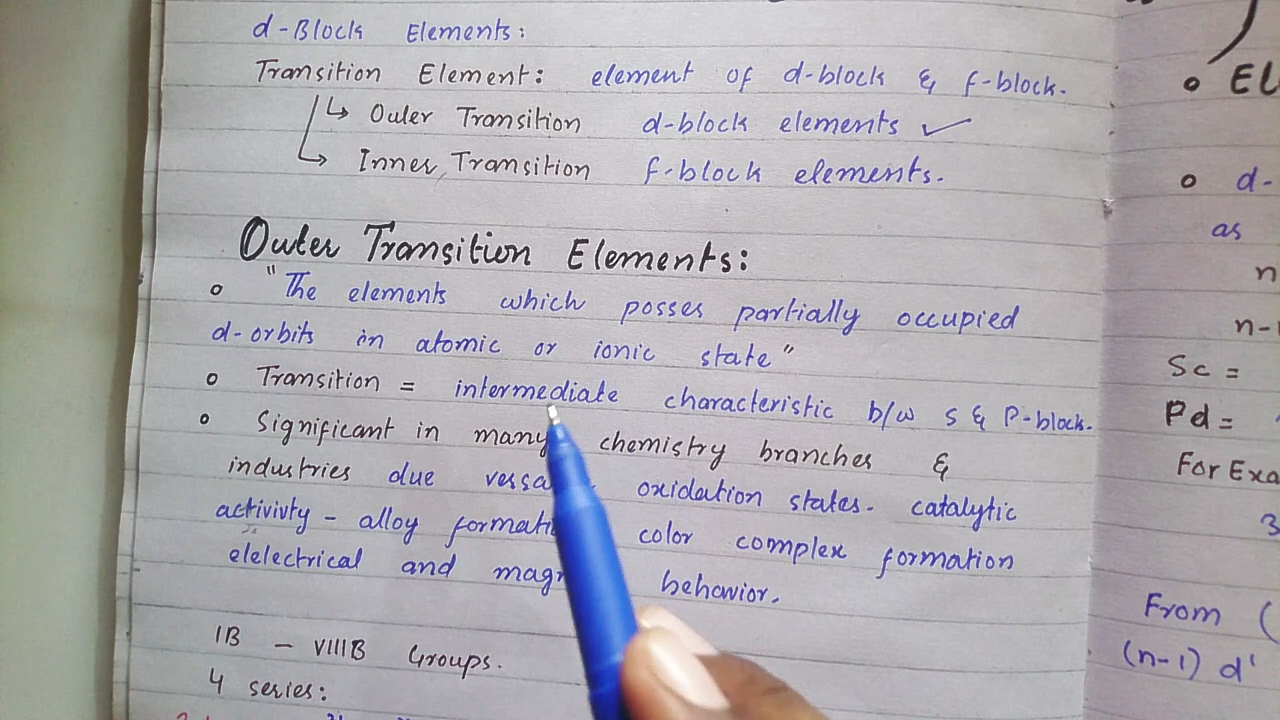 d-Block Elements:
Transition Element: element of d-block & f-block.
↳ Outer Transition d-block elements ✓
↳ Inner Transition f-block elements.
Outer Transition Elements:
"The elements which posses partially occupied
d-orbits in atomic or ionic state"
Transition = intermediate characteristic b/w s & P-block.
Significant in many chemistry branches &
industries due oxidation states. catalytic
activivty - alloy color complex formation
elelectrical and behavior.
IB - VIIIB Groups.
4 series:
d-
as
n
n-
Sc =
Pd =
For
3
From (
(n-1) d'